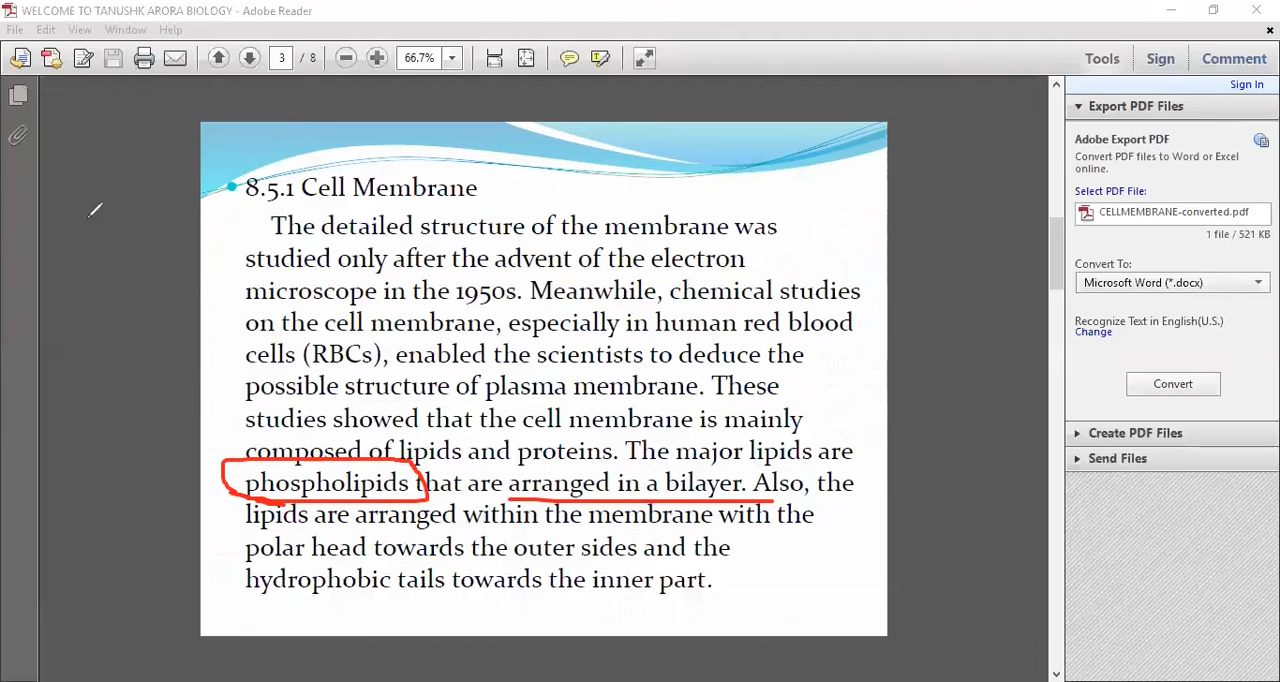 WELCOME TO TANUSHK ARORA BIOLOGY - Adobe Reader
File Edit View Window Help
3 / 8 66.7% Tools Sign Comment
Sign In
Export PDF Files
Adobe Export PDF
Convert PDF files to Word or Excel
online.
Select PDF File:
CELLMEMBRANE-converted.pdf
1 file / 521 KB
Convert To:
Microsoft Word (*.docx)
Recognize Text in English(U.S.)
Change
Convert
Create PDF Files
Send Files
8.5.1 Cell Membrane
The detailed structure of the membrane was
studied only after the advent of the electron
microscope in the 1950s. Meanwhile, chemical studies
on the cell membrane, especially in human red blood
cells (RBCs), enabled the scientists to deduce the
possible structure of plasma membrane. These
studies showed that the cell membrane is mainly
composed of lipids and proteins. The major lipids are
phospholipids that are arranged in a bilayer. Also, the
lipids are arranged within the membrane with the
polar head towards the outer sides and the
hydrophobic tails towards the inner part.